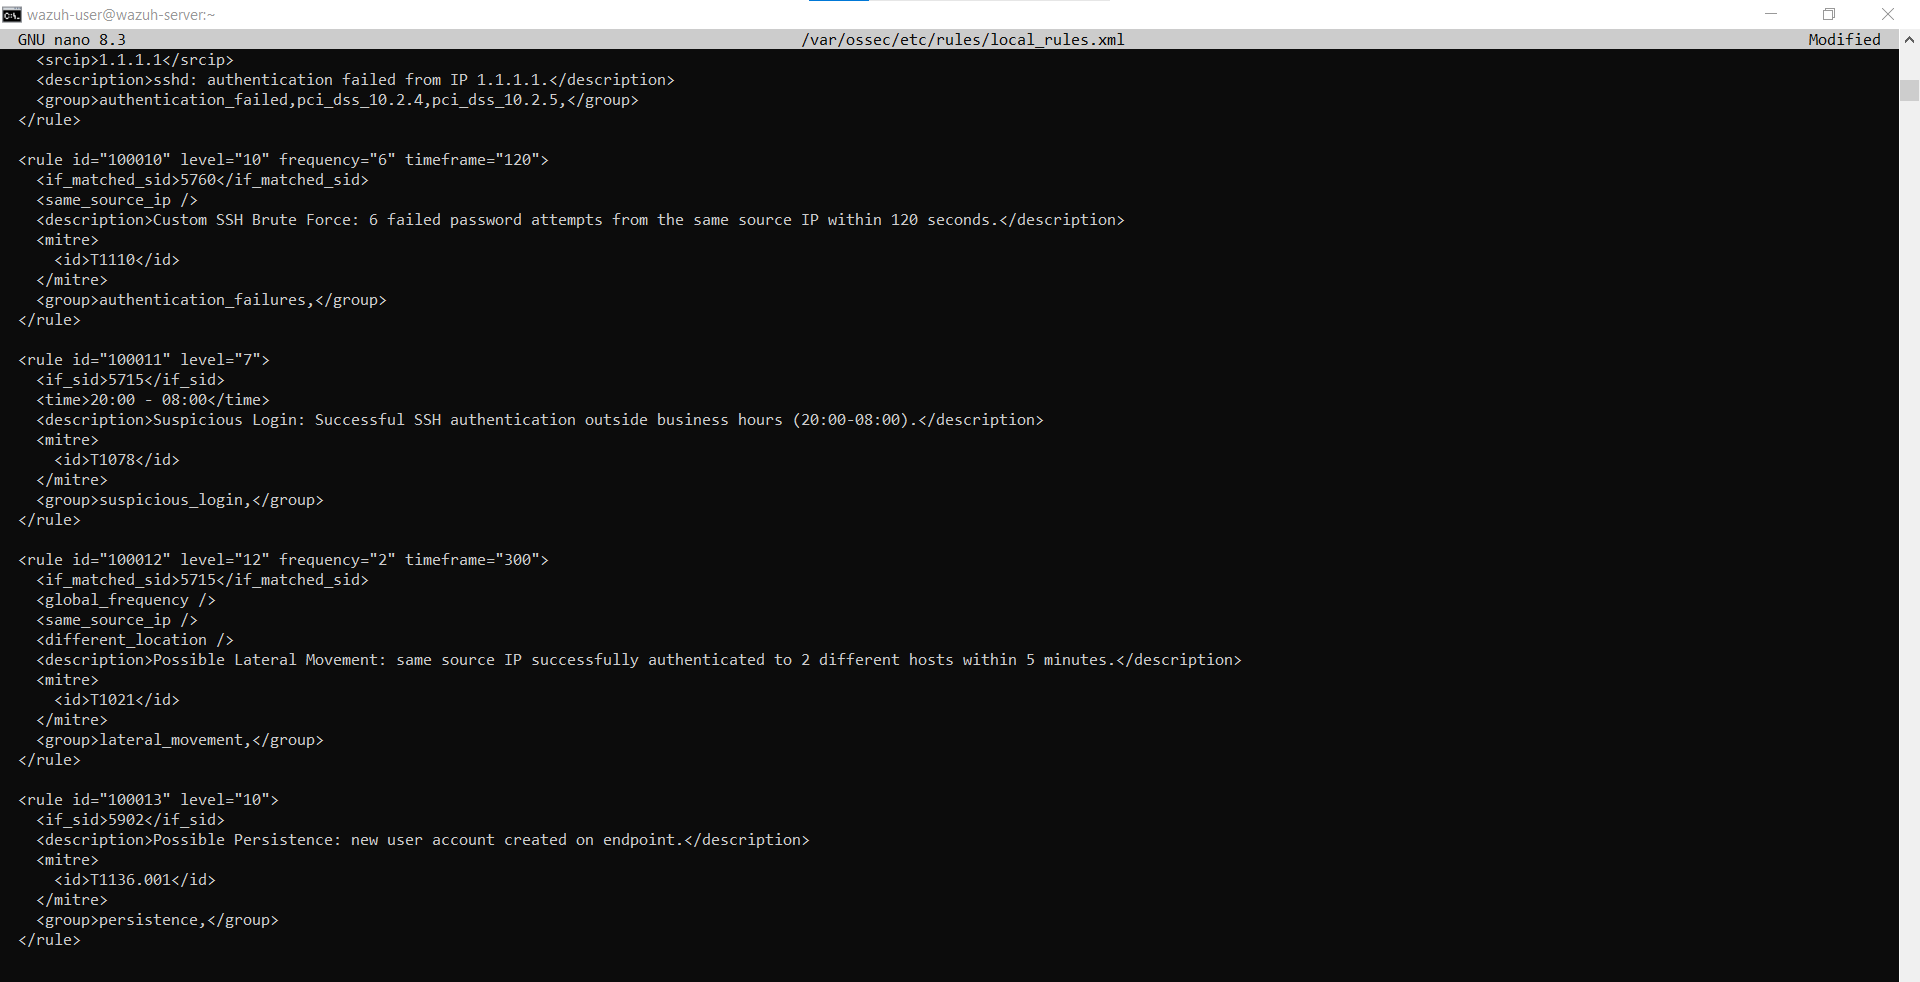 wazuh-user@wazuh-server:~
GNU nano 8.3 /var/ossec/etc/rules/local_rules.xml Modified
<srcip>1.1.1.1</srcip>
<description>sshd: authentication failed from IP 1.1.1.1.</description>
<group>authentication_failed,pci_dss_10.2.4,pci_dss_10.2.5,</group>
</rule>
<rule id="100010" level="10" frequency="6" timeframe="120">
<if_matched_sid>5760</if_matched_sid>
<same_source_ip />
<description>Custom SSH Brute Force: 6 failed password attempts from the same source IP within 120 seconds.</description>
<mitre>
<id>T1110</id>
</mitre>
<group>authentication_failures,</group>
</rule>
<rule id="100011" level="7">
<if_sid>5715</if_sid>
<time>20:00 - 08:00</time>
<description>Suspicious Login: Successful SSH authentication outside business hours (20:00-08:00).</description>
<mitre>
<id>T1078</id>
</mitre>
<group>suspicious_login,</group>
</rule>
<rule id="100012" level="12" frequency="2" timeframe="300">
<if_matched_sid>5715</if_matched_sid>
<global_frequency />
<same_source_ip />
<different_location />
<description>Possible Lateral Movement: same source IP successfully authenticated to 2 different hosts within 5 minutes.</description>
<mitre>
<id>T1021</id>
</mitre>
<group>lateral_movement,</group>
</rule>
<rule id="100013" level="10">
<if_sid>5902</if_sid>
<description>Possible Persistence: new user account created on endpoint.</description>
<mitre>
<id>T1136.001</id>
</mitre>
<group>persistence,</group>
</rule>